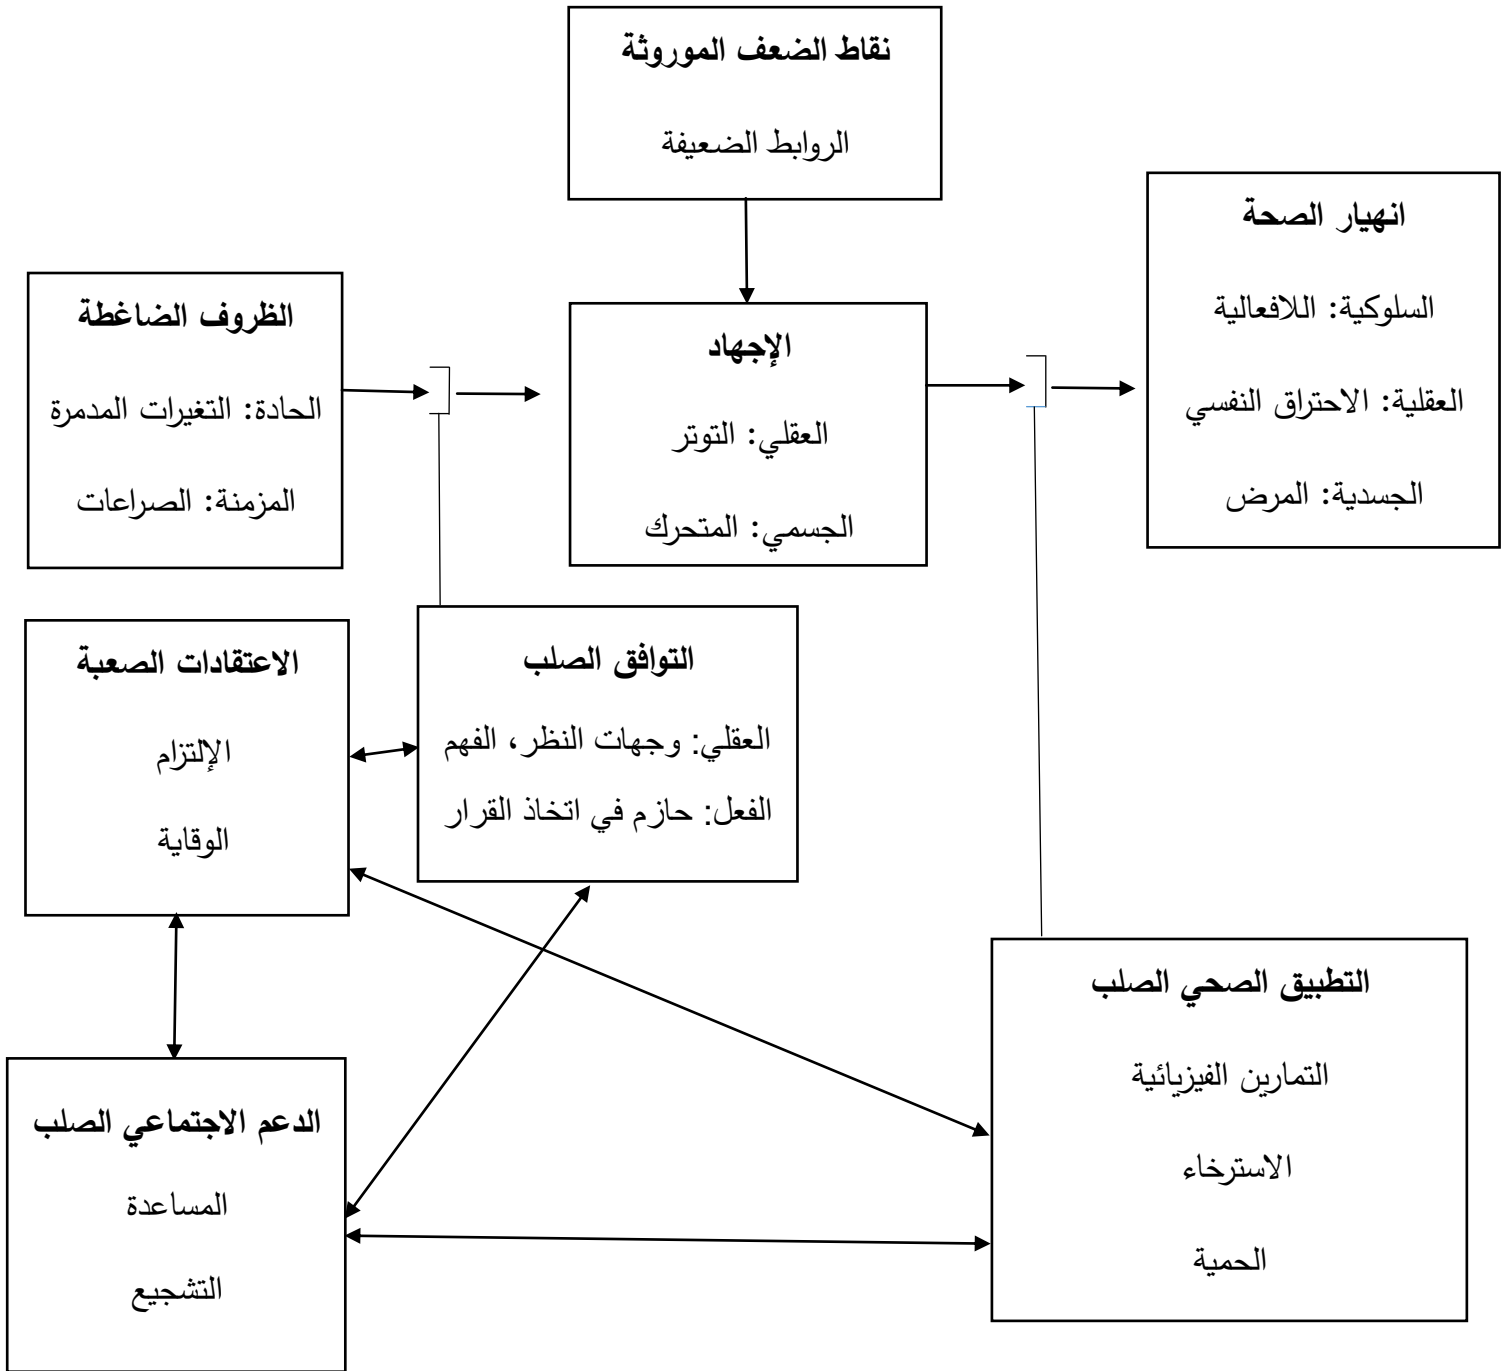 نقاط الضعف الموروثة
الروابط الضعيفة
انهيار الصحة
السلوكية: اللافعالية
العقلية: الاحتراق النفسي
الجسدية: المرض
الإجهاد
العقلي: التوتر
الجسمي: المتحرك
الظروف الضاغطة
الحادة: التغيرات المدمرة
المزمنة: الصراعات
التوافق الصلب
العقلي: وجهات النظر، الفهم
الفعل: حازم في اتخاذ القرار
الاعتقادات الصعبة
الإلتزام
الوقاية
التطبيق الصحي الصلب
التمارين الفيزيائية
الاسترخاء
الحمية
الدعم الاجتماعي الصلب
المساعدة
التشجيع